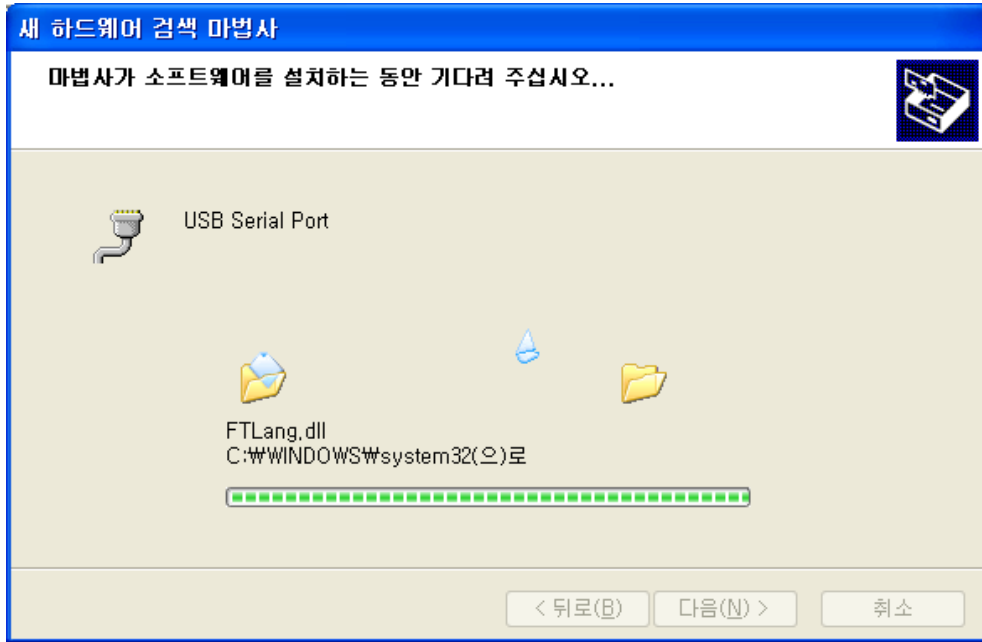 새 하드웨어 검색 마법사
마법사가 소프트웨어를 설치하는 동안 기다려 주십시오...
USB Serial Port
FTLang.dll
C:₩WINDOWS₩system32(으)로
< 뒤로(B)
다음(N) >
취소